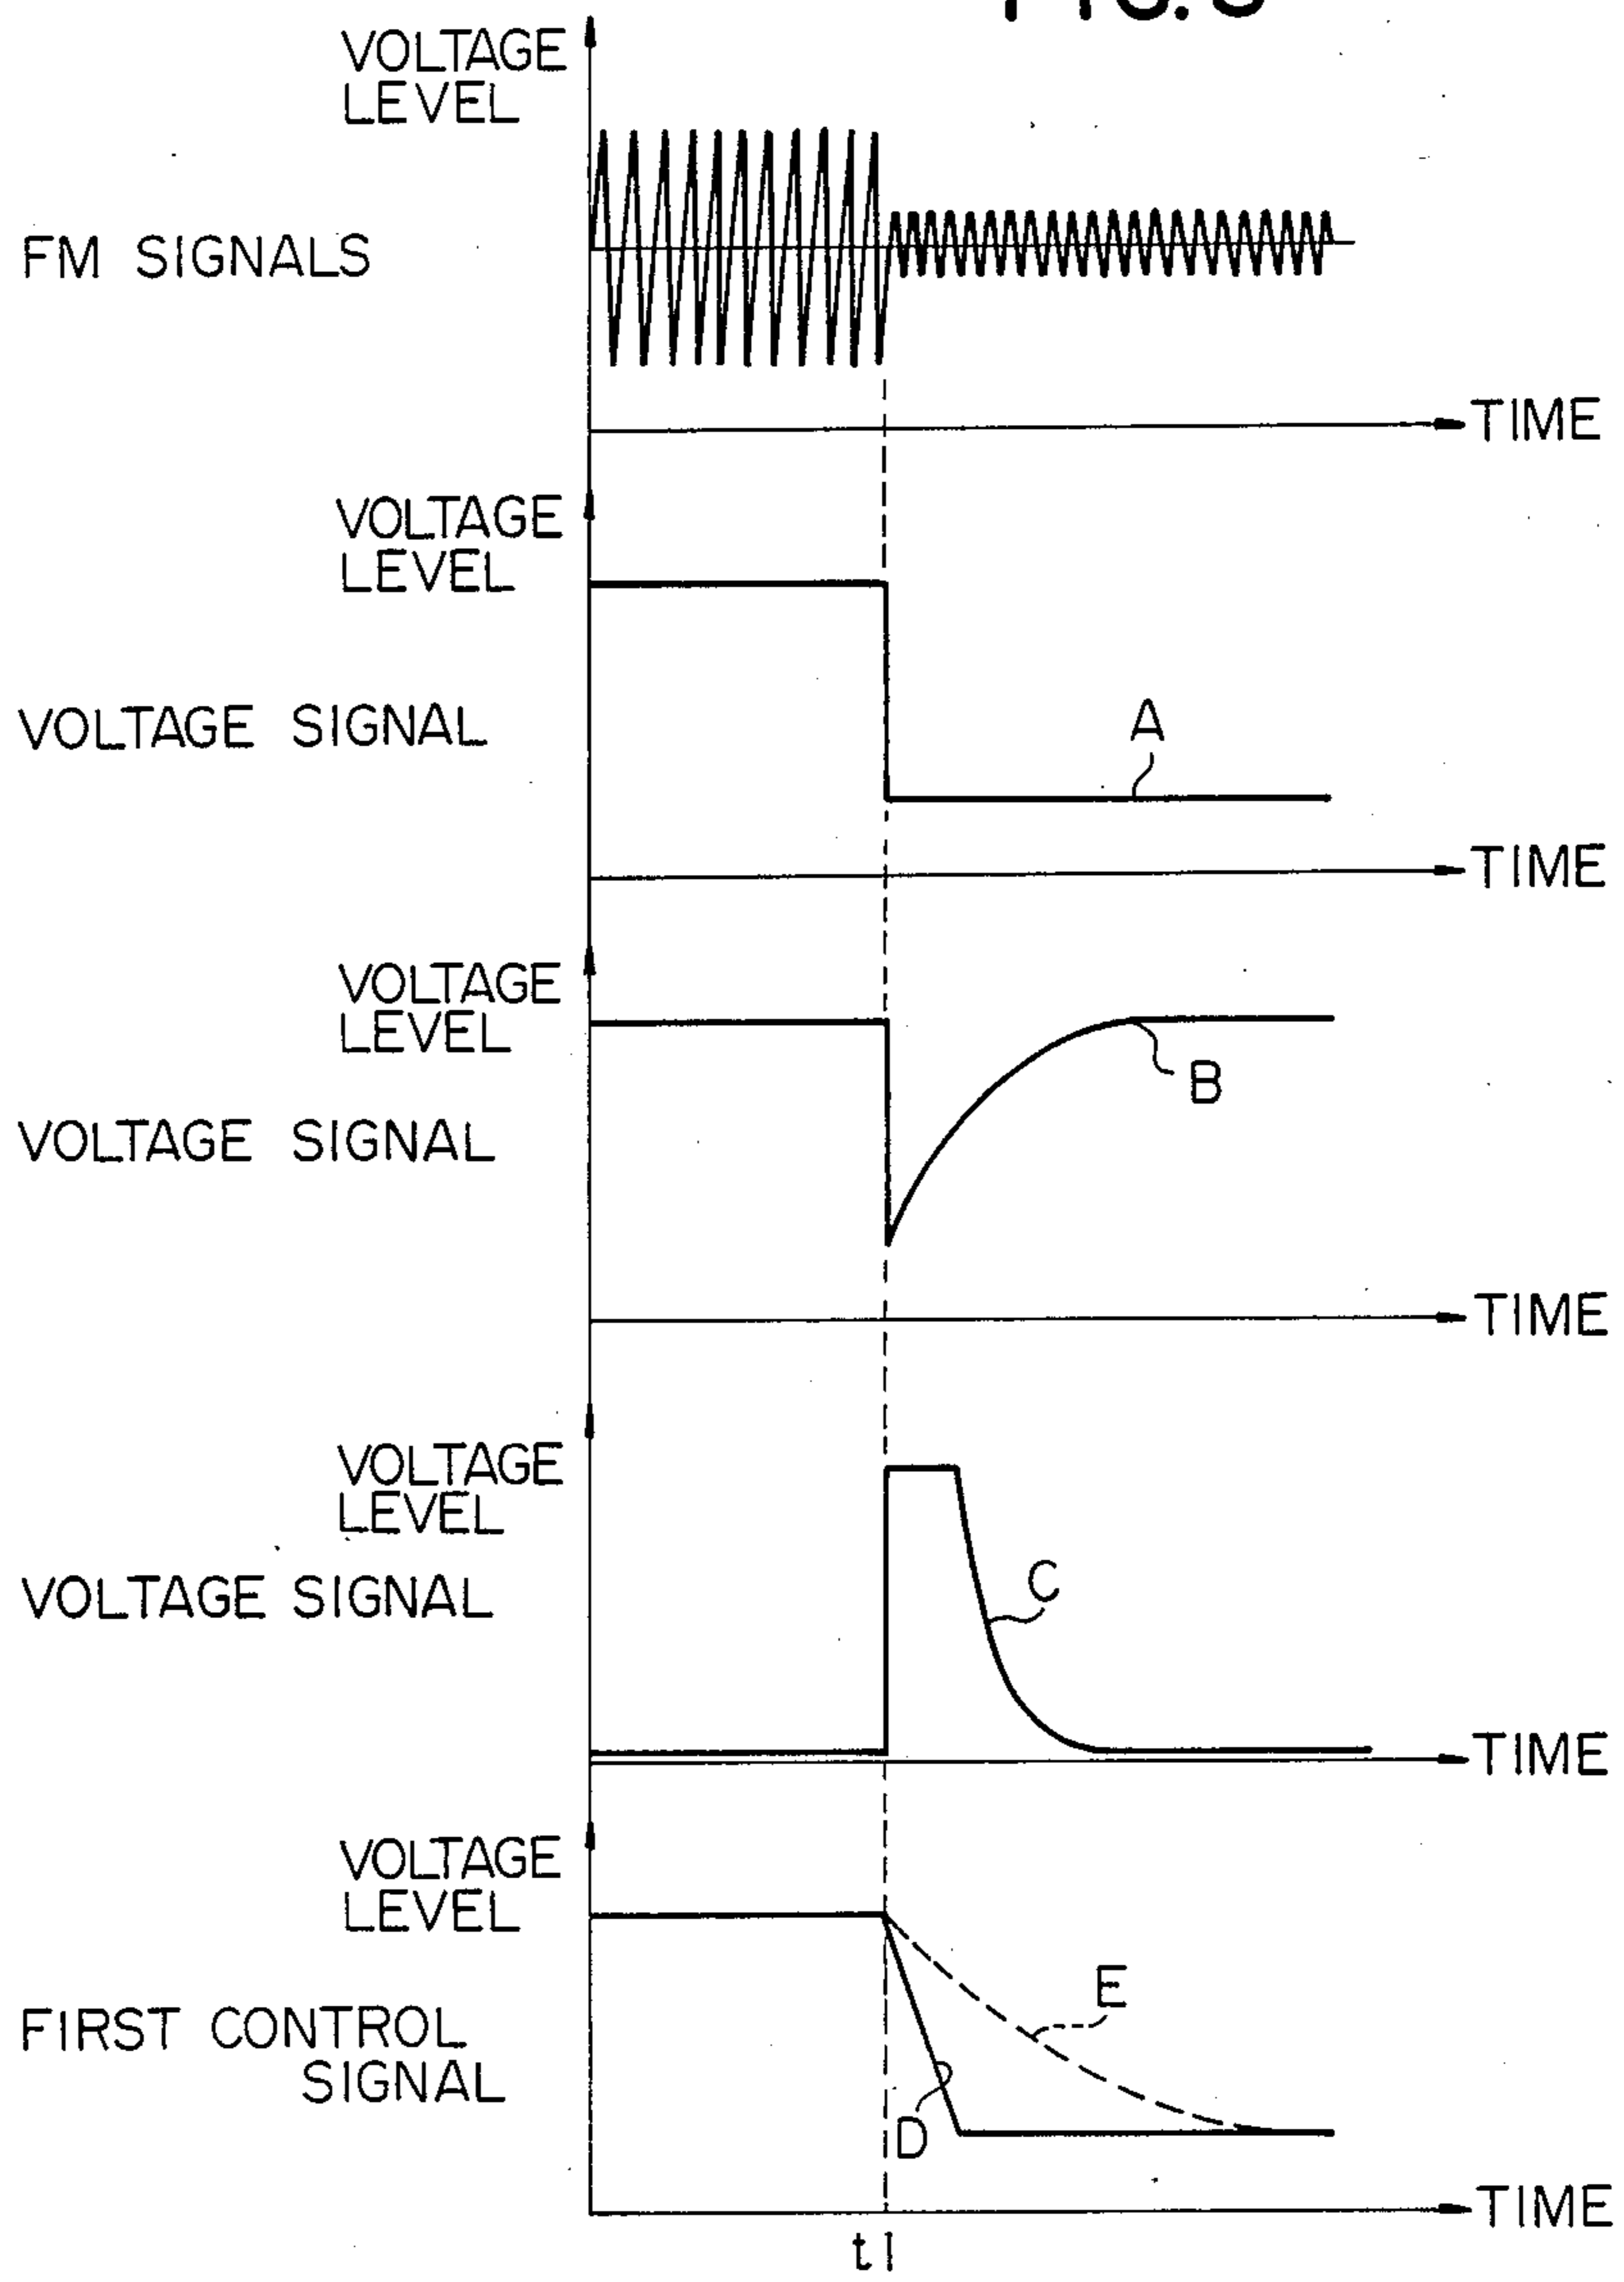 VOLTAGE
LEVEL
FM SIGNALS
TIME
VOLTAGE
LEVEL
VOLTAGE SIGNAL
A
TIME
VOLTAGE
LEVEL
B
VOLTAGE SIGNAL
TIME
VOLTAGE
LEVEL
VOLTAGE SIGNAL
C
TIME
VOLTAGE
LEVEL
E
FIRST CONTROL
SIGNAL
D
TIME
t1